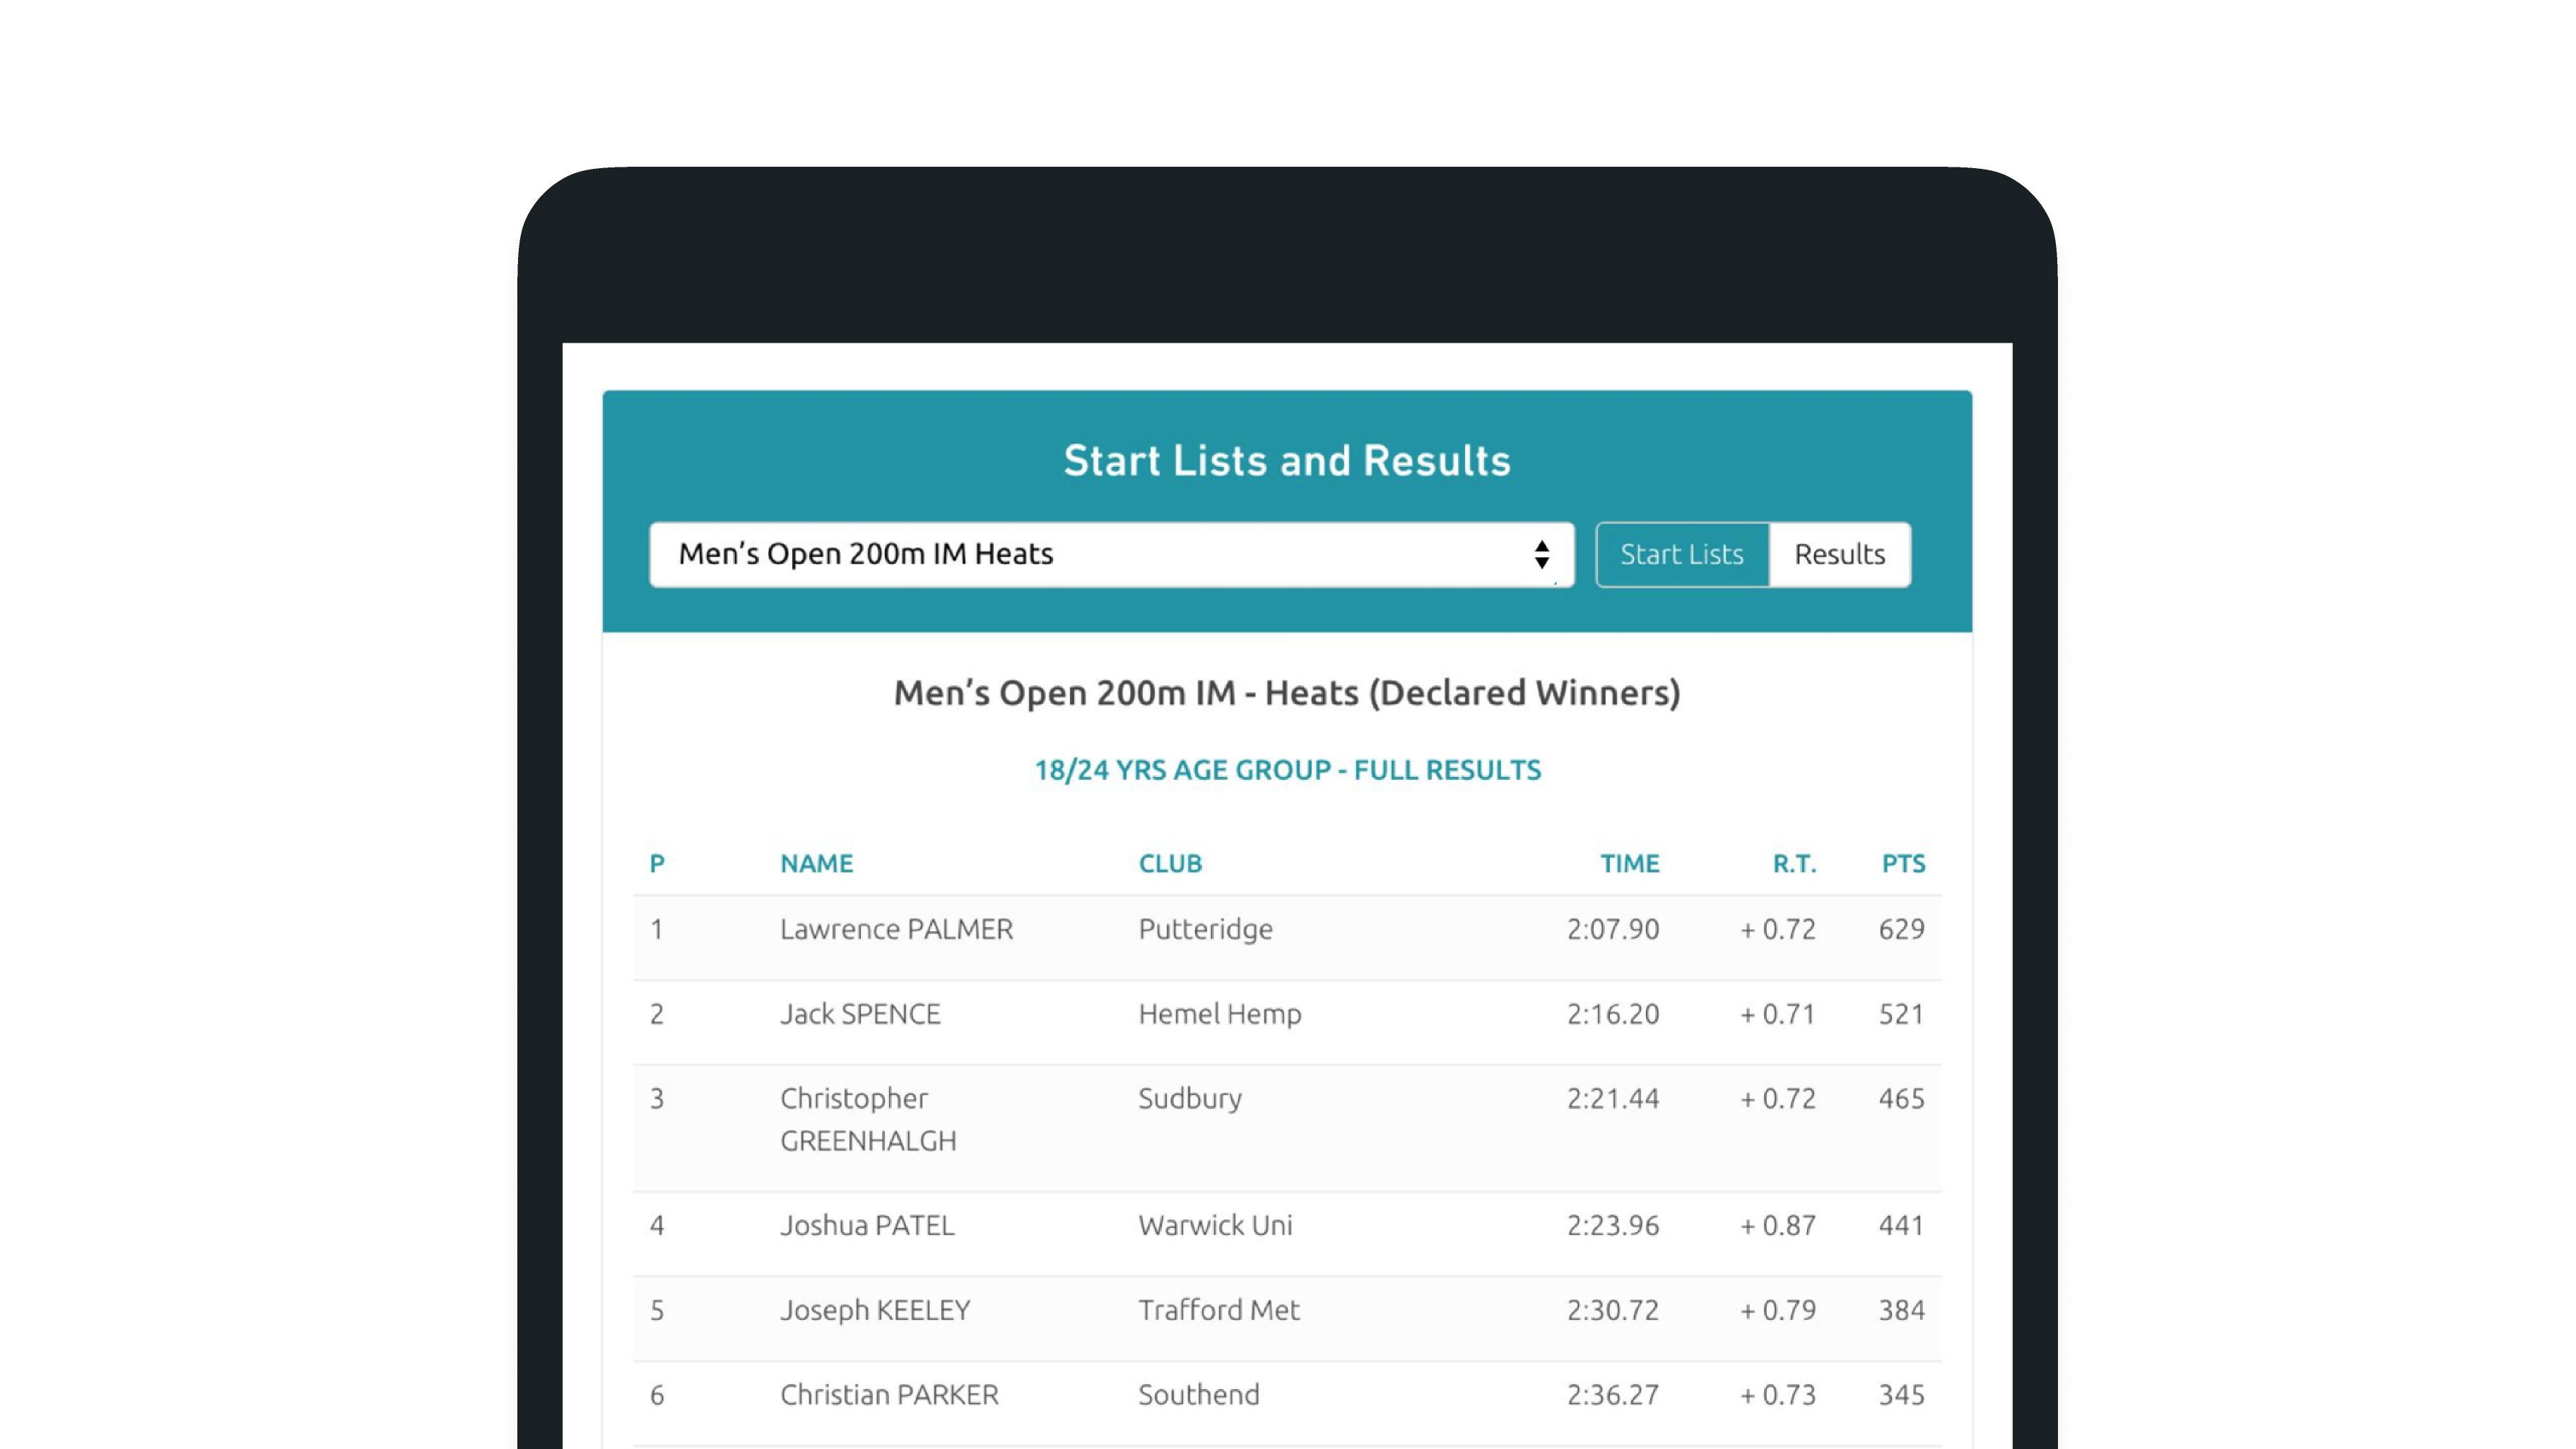 Start Lists and Results
Men’s Open 200m IM Heats
Start Lists Results
Men’s Open 200m IM - Heats (Declared Winners)
18/24 YRS AGE GROUP - FULL RESULTS
P NAME CLUB TIME R.T. PTS
1 Lawrence PALMER Putteridge 2:07.90 + 0.72 629
2 Jack SPENCE Hemel Hemp 2:16.20 + 0.71 521
3 Christopher Sudbury 2:21.44 + 0.72 465
GREENHALGH
4 Joshua PATEL Warwick Uni 2:23.96 + 0.87 441
5 Joseph KEELEY Trafford Met 2:30.72 + 0.79 384
6 Christian PARKER Southend 2:36.27 + 0.73 345